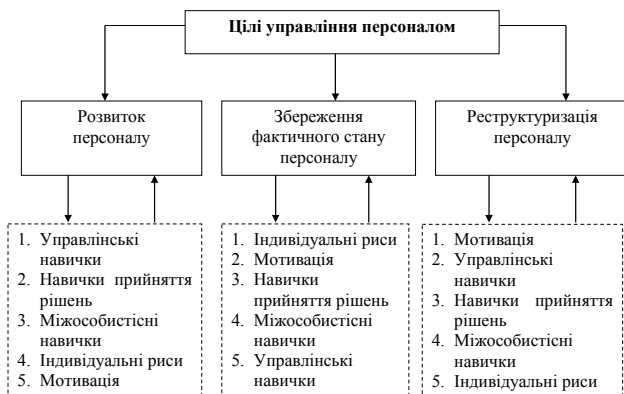 Цілі управління персоналом
Розвиток
персоналу
Збереження
фактичного стану
персоналу
Реструктуризація
персоналу
1. Управлінські
навички
2. Навички прийняття
рішень
3. Міжособистісні
навички
4. Індивідуальні риси
5. Мотивація
1. Індивідуальні риси
2. Мотивація
3. Навички
прийняття рішень
4. Міжособистісні
навички
5. Управлінські
навички
1. Мотивація
2. Управлінські
навички
3. Навички прийняття
рішень
4. Міжособистісні
навички
5. Індивідуальні риси